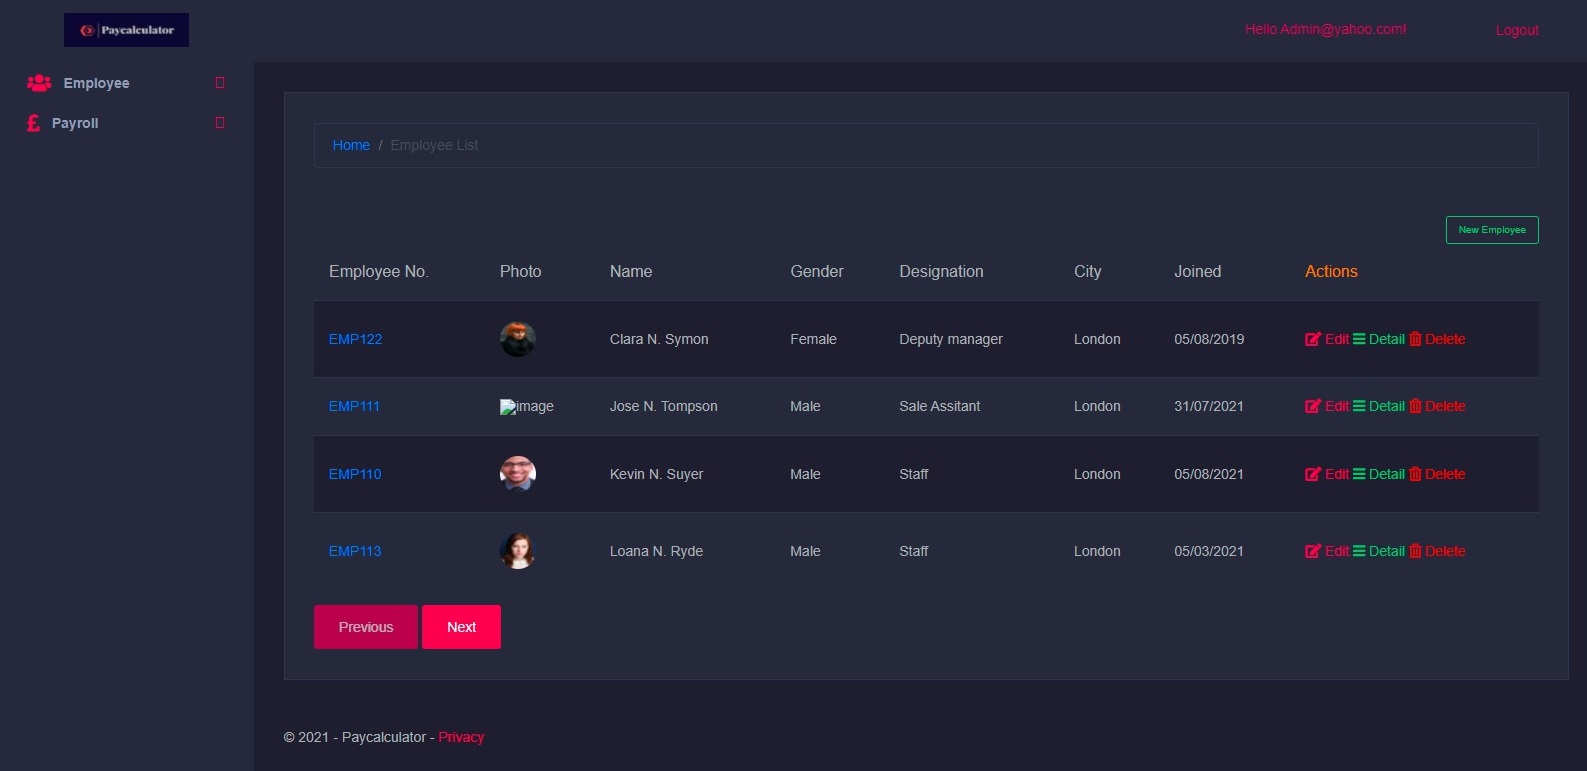 Paycalculator
Hello Admin@yahoo.com!
Logout
Employee
Payroll
Home / Employee List
New Employee
Employee No. Photo Name Gender Designation City Joined Actions
EMP122 Clara N. Symon Female Deputy manager London 05/08/2019 Edit Detail Delete
EMP111 image Jose N. Tompson Male Sale Assitant London 31/07/2021 Edit Detail Delete
EMP110 Kevin N. Suyer Male Staff London 05/08/2021 Edit Detail Delete
EMP113 Loana N. Ryde Male Staff London 05/03/2021 Edit Detail Delete
Previous Next
© 2021 - Paycalculator - Privacy